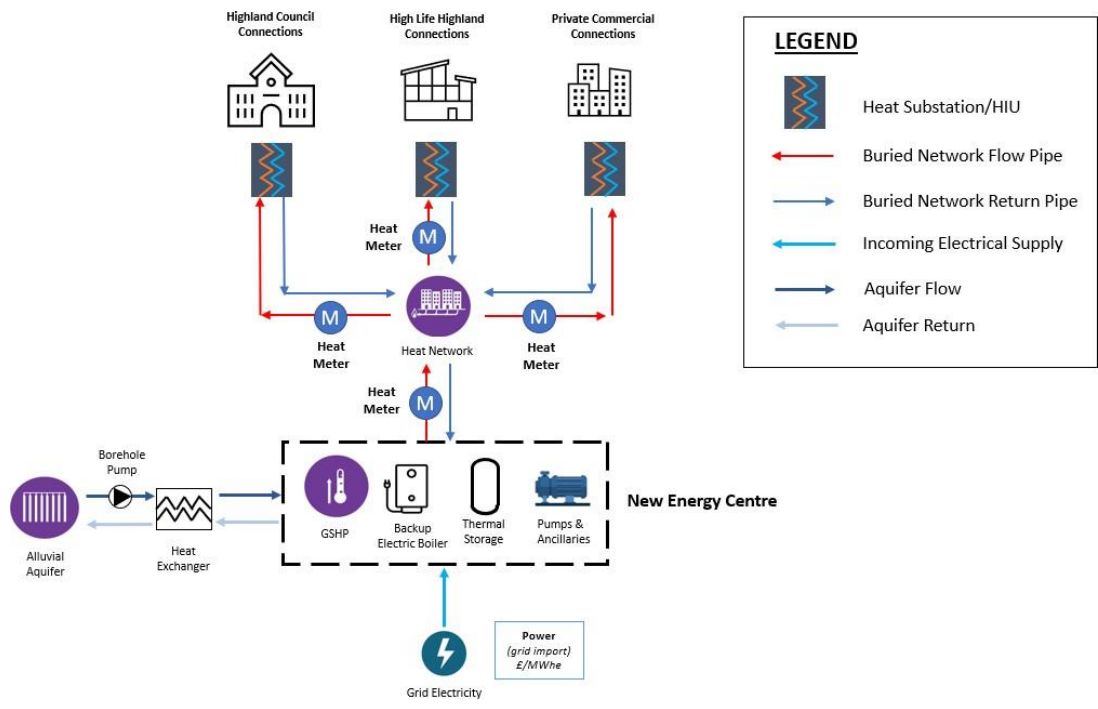 Highland Council
Connections
High Life Highland
Connections
Private Commercial
Connections
LEGEND
Heat Substation/HIU
Buried Network Flow Pipe
Buried Network Return Pipe
Incoming Electrical Supply
Aquifer Flow
Aquifer Return
Heat
Meter
M
M
Heat
Meter
M
Heat
Meter
Heat Network
Heat
Meter
M
Borehole
Pump
Alluvial
Aquifer
Heat
Exchanger
GSHP
Backup
Electric Boiler
Thermal
Storage
Pumps &
Ancillaries
New Energy Centre
Power
(grid import)
£/MWhe
Grid Electricity